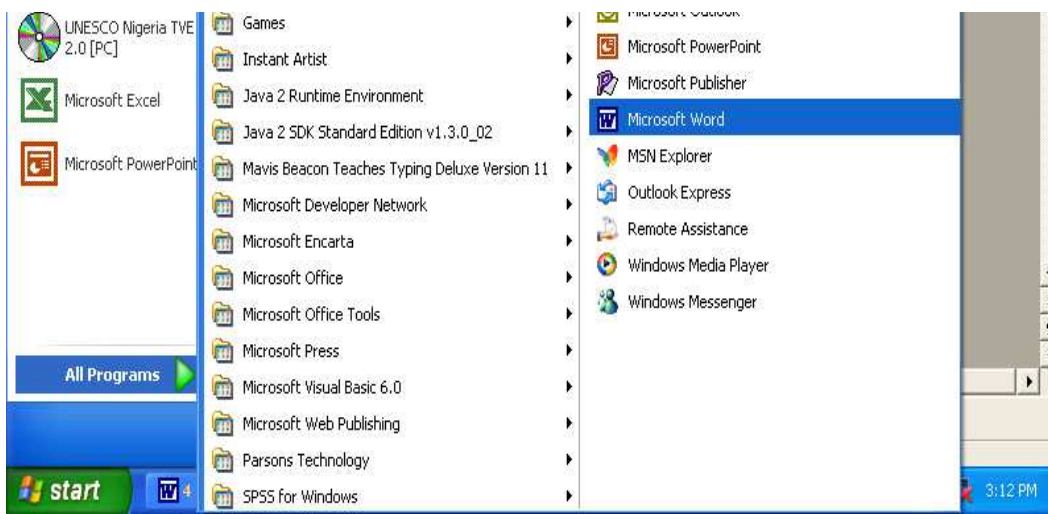 UNESCO Nigeria TVE
2.0 [PC]
Microsoft Excel
Microsoft PowerPoint
All Programs
start
4
Games
Instant Artist
Java 2 Runtime Environment
Java 2 SDK Standard Edition v1.3.0_02
Mavis Beacon Teaches Typing Deluxe Version 11
Microsoft Developer Network
Microsoft Encarta
Microsoft Office
Microsoft Office Tools
Microsoft Press
Microsoft Visual Basic 6.0
Microsoft Web Publishing
Parsons Technology
SPSS for Windows
Microsoft Outlook
Microsoft PowerPoint
Microsoft Publisher
Microsoft Word
MSN Explorer
Outlook Express
Remote Assistance
Windows Media Player
Windows Messenger
3:12 PM